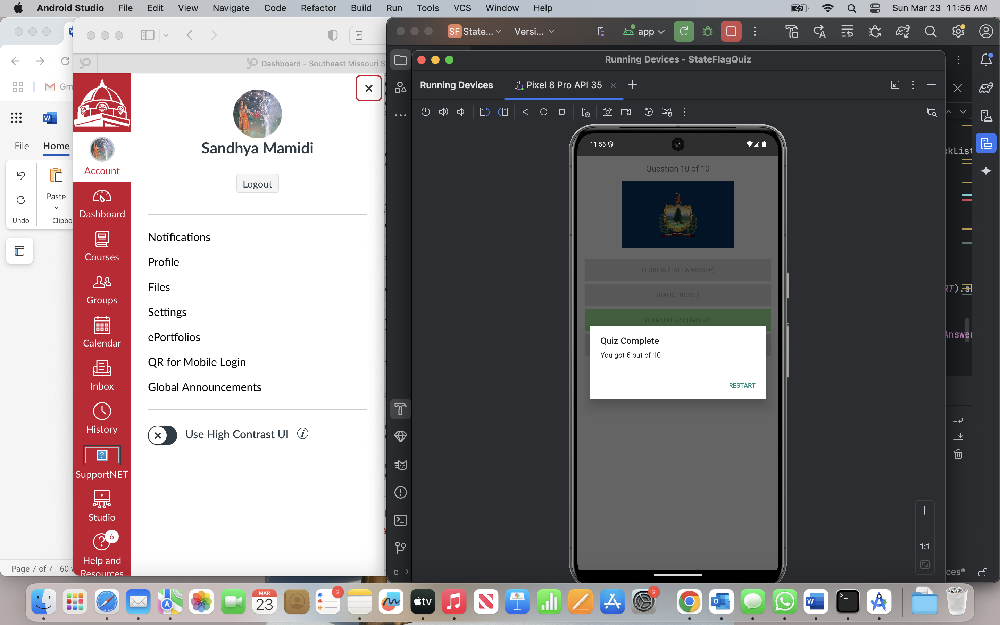 Android Studio File Edit View Navigate Code Refactor Build Run Tools VCS Window Help Sun Mar 23 11:56 AM
SF State... Versi... app
Dashboard - Southeast Missouri S
Running Devices - StateFlagQuiz
Gm
Running Devices Pixel 8 Pro API 35
File Home
Paste
Undo Clipbo
Page 7 of 7 60
Account
Dashboard
Courses
Groups
Calendar
Inbox
History
SupportNET
Studio
6
Help and
Resources
Sandhya Mamidi
Logout
Notifications
Profile
Files
Settings
ePortfolios
QR for Mobile Login
Global Announcements
Use High Contrast UI
11:56
Question 10 of 10
FLORIDA (TALLAHASSEE)
IDAHO (BOISE)
VERMONT (RICHMOND)
Quiz Complete
You got 6 out of 10
RESTART
ckList
RT).s
Answe
1:1
c
ces*
MAR
23
2
tv
2